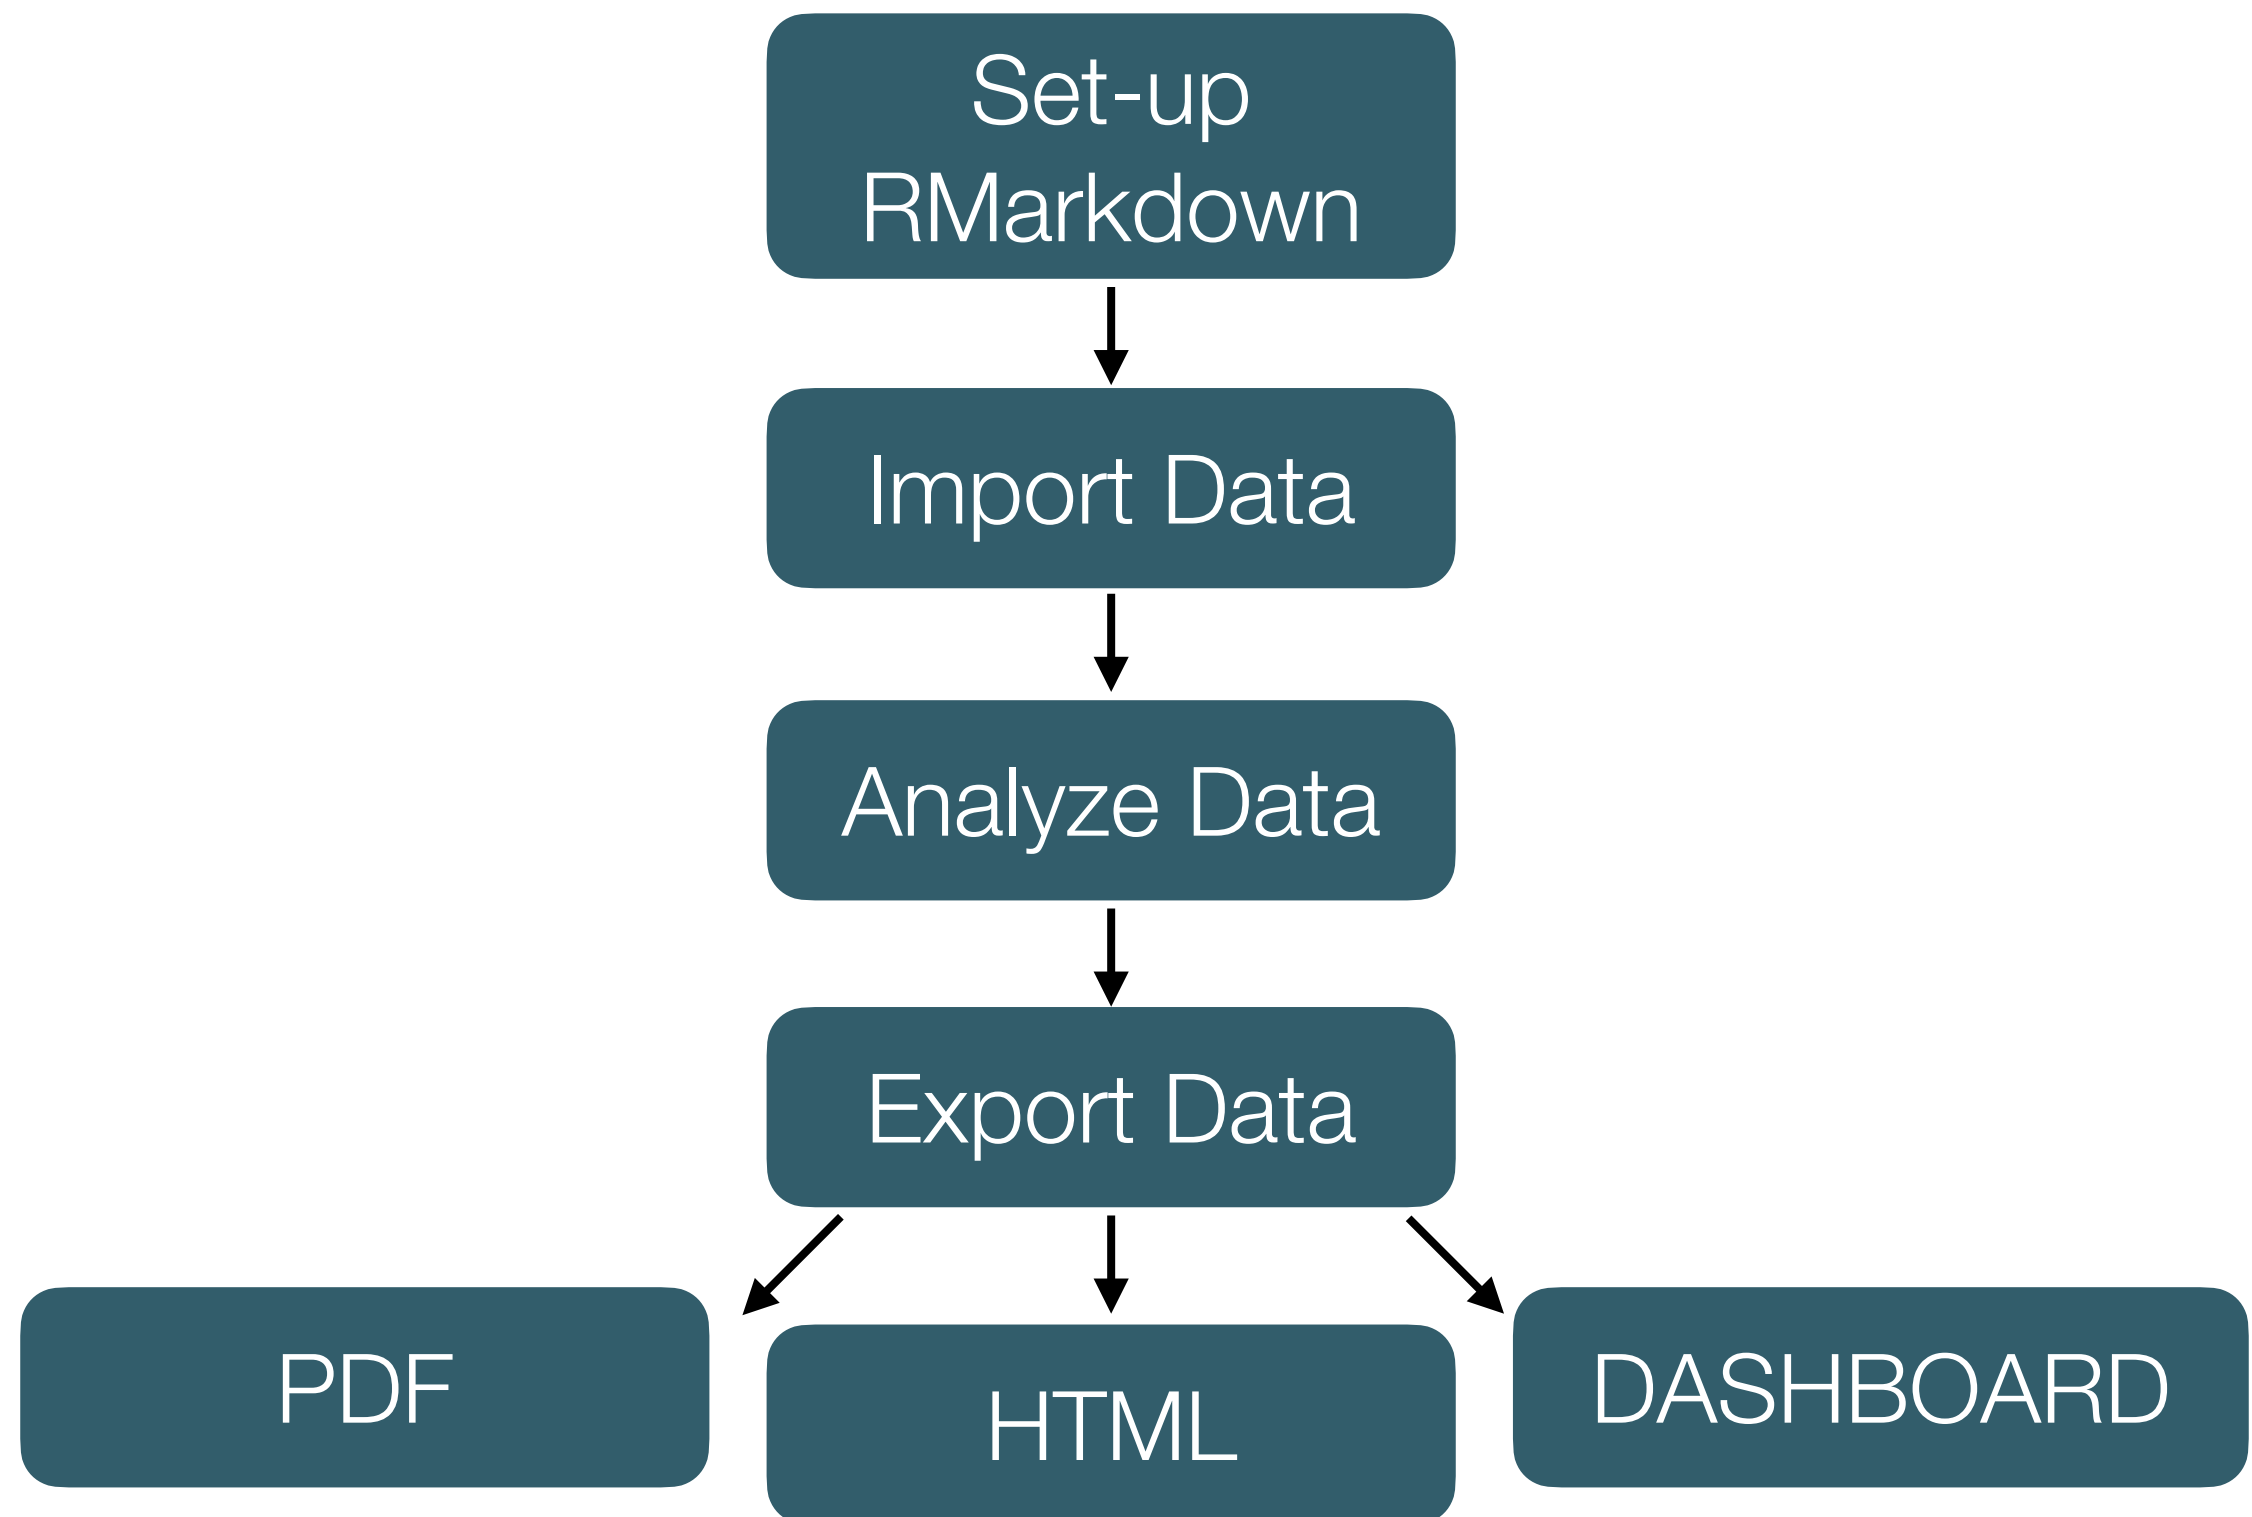 Set-up
RMarkdown
Import Data
Analyze Data
Export Data
PDF
HTML
DASHBOARD